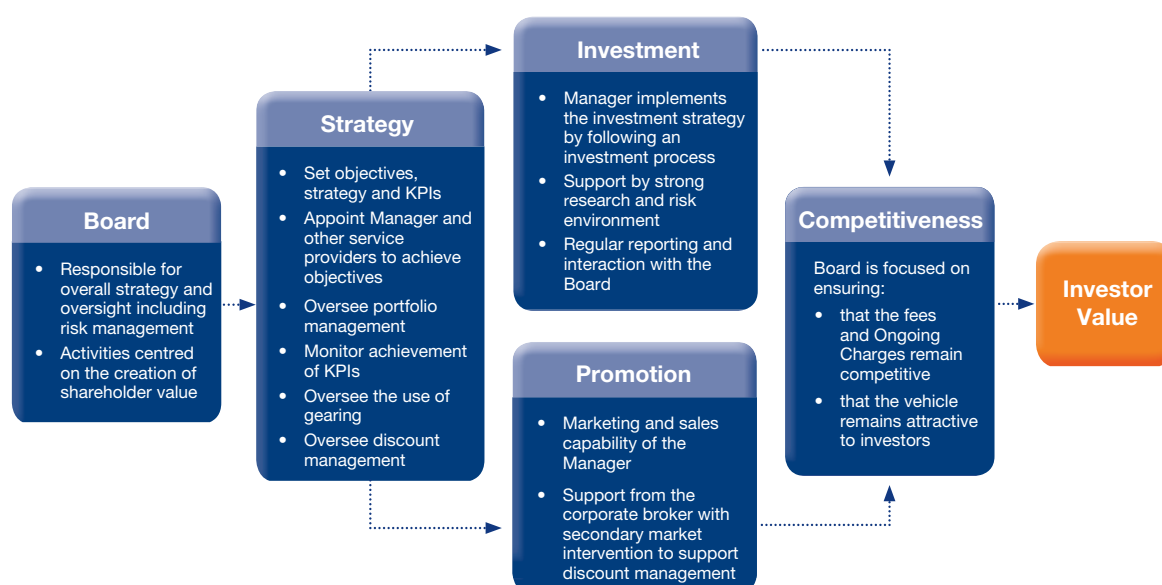 Board
• Responsible for
overall strategy and
oversight including
risk management
• Activities centred
on the creation of
shareholder value
Strategy
• Set objectives,
strategy and KPIs
• Appoint Manager and
other service
providers to achieve
objectives
• Oversee portfolio
management
• Monitor achievement
of KPIs
• Oversee the use of
gearing
• Oversee discount
management
Investment
• Manager implements
the investment strategy
by following an
investment process
• Support by strong
research and risk
environment
• Regular reporting and
interaction with the
Board
Promotion
• Marketing and sales
capability of the
Manager
• Support from the
corporate broker with
secondary market
intervention to support
discount management
Competitiveness
Board is focused on
ensuring:
• that the fees
and Ongoing
Charges remain
competitive
• that the vehicle
remains attractive
to investors
Investor
Value